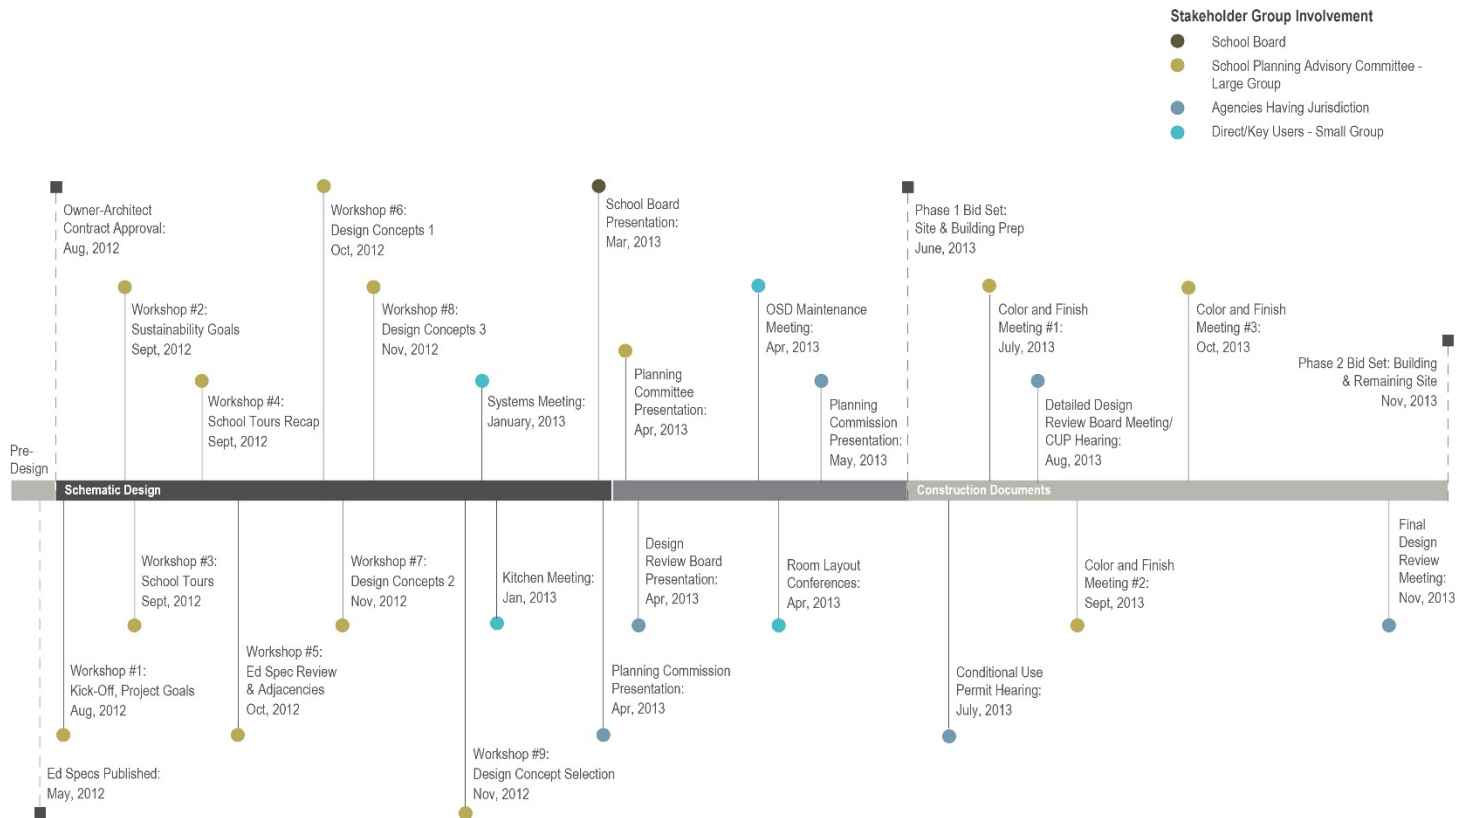 Stakeholder Group Involvement
School Board
School Planning Advisory Committee -
Large Group
Agencies Having Jurisdiction
Direct/Key Users - Small Group
Owner-Architect
Contract Approval:
Aug, 2012
Workshop #6:
Design Concepts 1
Oct, 2012
School Board
Presentation:
Mar, 2013
Phase 1 Bid Set:
Site & Building Prep
June, 2013
Workshop #2:
Sustainability Goals
Sept, 2012
Workshop #8:
Design Concepts 3
Nov, 2012
OSD Maintenance
Meeting:
Apr, 2013
Color and Finish
Meeting #1:
July, 2013
Color and Finish
Meeting #3:
Oct, 2013
Phase 2 Bid Set: Building
& Remaining Site
Nov, 2013
Workshop #4:
School Tours Recap
Sept, 2012
Systems Meeting:
January, 2013
Planning
Committee
Presentation:
Apr, 2013
Planning
Commission
Presentation:
May, 2013
Detailed Design
Review Board Meeting/
CUP Hearing:
Aug, 2013
Pre-
Design
Schematic Design
Construction Documents
Workshop #3:
School Tours
Sept, 2012
Workshop #7:
Design Concepts 2
Nov, 2012
Kitchen Meeting:
Jan, 2013
Design
Review Board
Presentation:
Apr, 2013
Room Layout
Conferences:
Apr, 2013
Color and Finish
Meeting #2:
Sept, 2013
Final
Design
Review
Meeting:
Nov, 2013
Workshop #1:
Kick-Off, Project Goals
Aug, 2012
Workshop #5:
Ed Spec Review
& Adjacencies
Oct, 2012
Planning Commission
Presentation:
Apr, 2013
Conditional Use
Permit Hearing:
July, 2013
Ed Specs Published:
May, 2012
Workshop #9:
Design Concept Selection
Nov, 2012